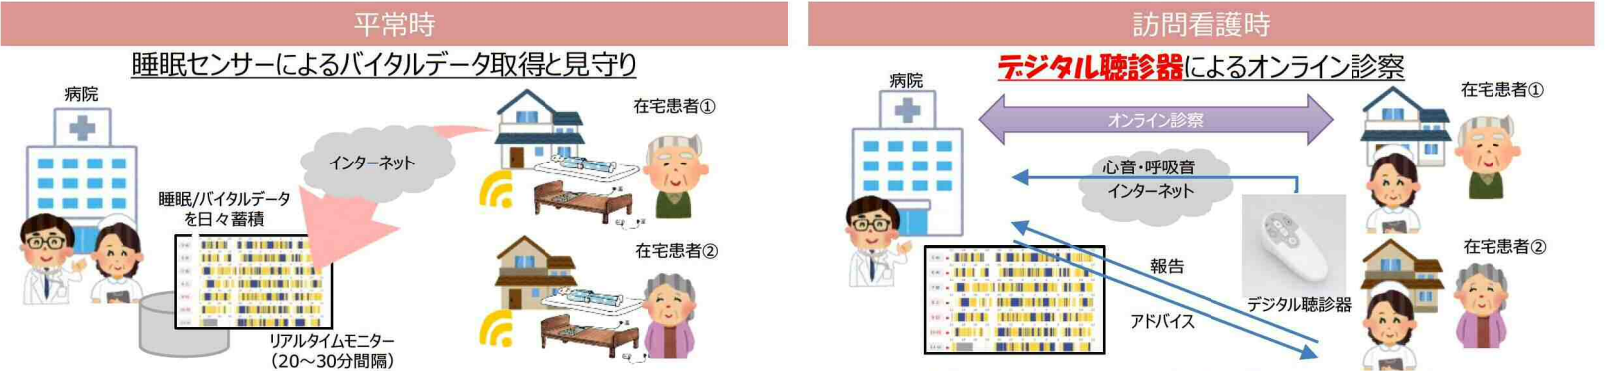 平常時
睡眠センサーによるバイタルデータ取得と見守り
病院
在宅患者①
インターネット
睡眠/バイタルデータ
を日々蓄積
在宅患者②
リアルタイムモニター
(20～30分間隔)
訪問看護時
デジタル聴診器によるオンライン診察
病院
在宅患者①
オンライン診察
心音・呼吸音
インターネット
報告
在宅患者②
デジタル聴診器
アドバイス